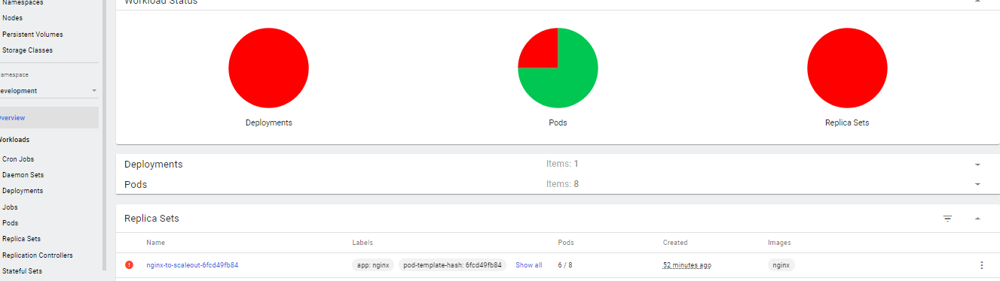 Namespaces
Workload Status
Nodes
Persistent Volumes
Storage Classes
amespace
evelopment
Deployments
Pods
Replica Sets
Overview
Workloads
Cron Jobs
Daemon Sets
Deployments
Jobs
Pods
Replica Sets
Replication Controllers
Stateful Sets
Deployments Items: 1
Pods Items: 8
Replica Sets
Name Labels Pods Created Images
nginx-to-scaleout-6fcd49fb84 app: nginx pod-template-hash: 6fcd49fb84 Show all 6 / 8 52 minutes ago nginx